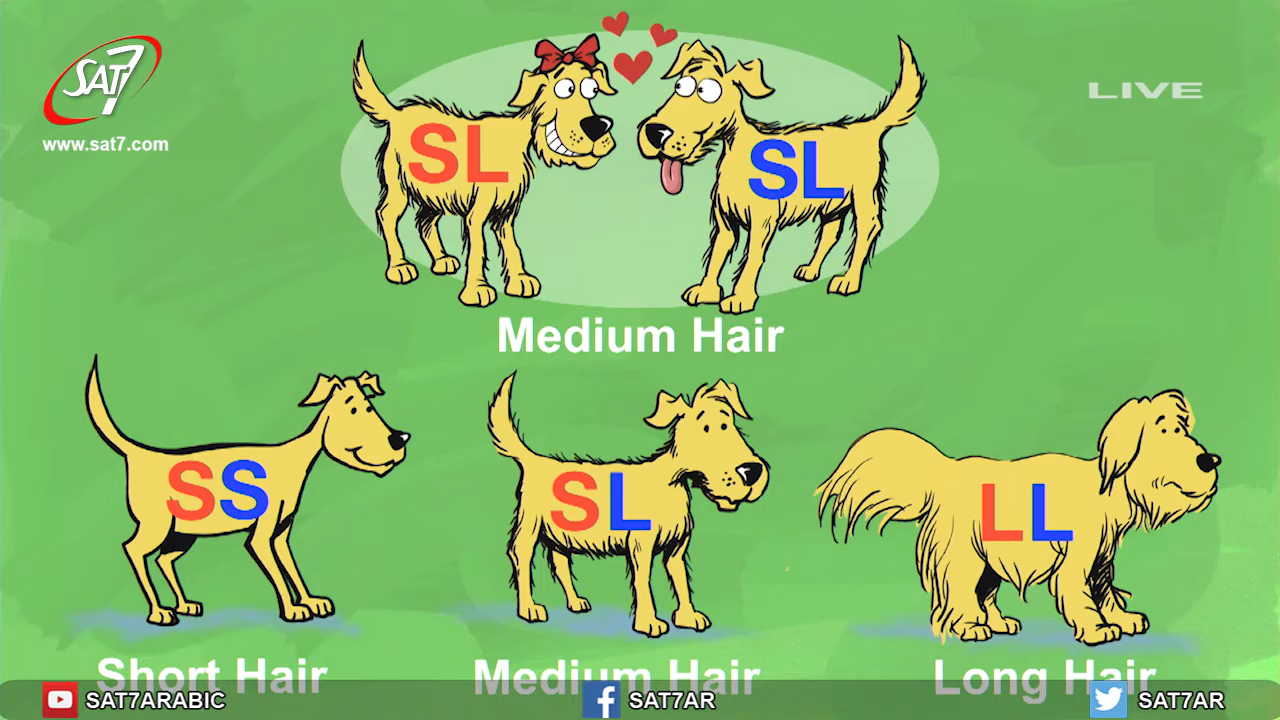 SAT7
www.sat7.com
LIVE
SL
SL
Medium Hair
SS
SL
LL
Short Hair
Medium Hair
Long Hair
SAT7ARABIC
SAT7AR
SAT7AR